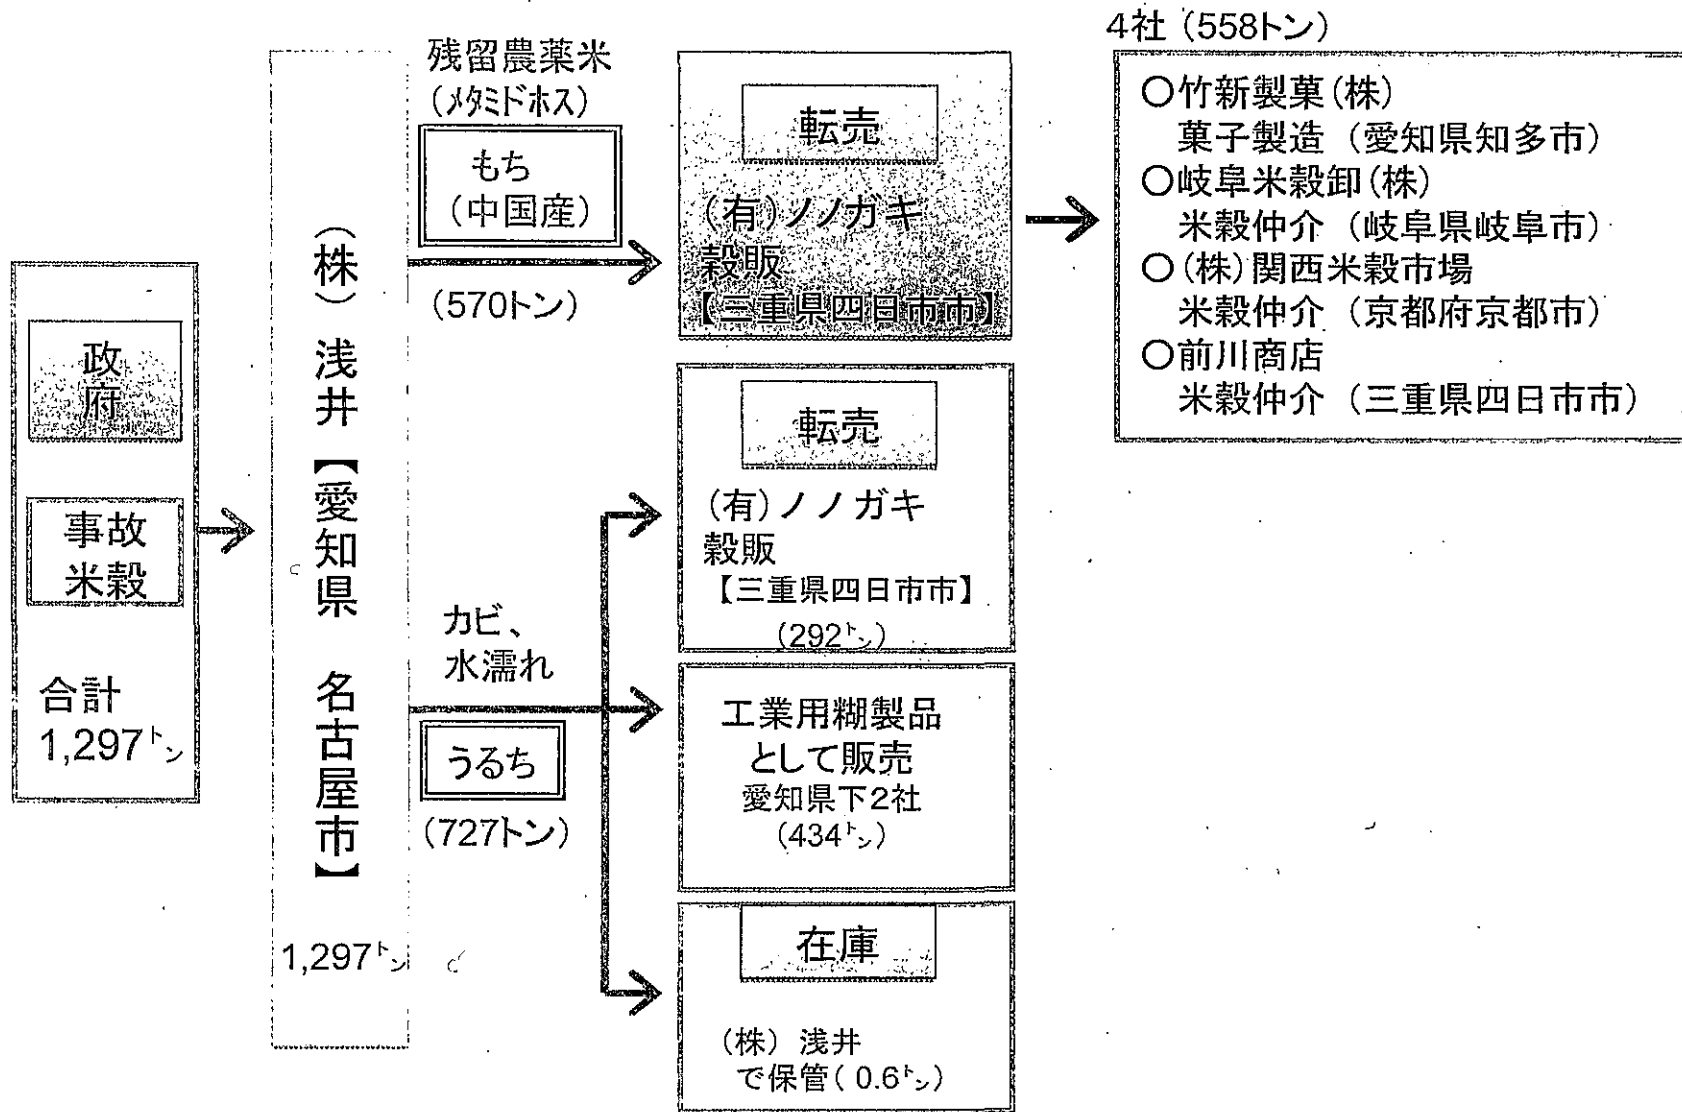 政
府
事故
米穀
合計
1,297トン
(株)浅井【愛知県 名古屋市】
1,297トン
残留農薬米
(メタミドホス)
もち
(中国産)
(570トン)
カビ、
水濡れ
うるち
(727トン)
転売
(有)ノノガキ
穀販
【三重県四日市市】
転売
(有)ノノガキ
穀販
【三重県四日市市】
(292トン)
工業用糊製品
として販売
愛知県下2社
(434トン)
在庫
(株) 浅井
で保管(0.6トン)
4社(558トン)
○竹新製菓(株)
菓子製造(愛知県知多市)
○岐阜米穀卸(株)
米穀仲介(岐阜県岐阜市)
○(株)関西米穀市場
米穀仲介(京都府京都市)
○前川商店
米穀仲介(三重県四日市市)